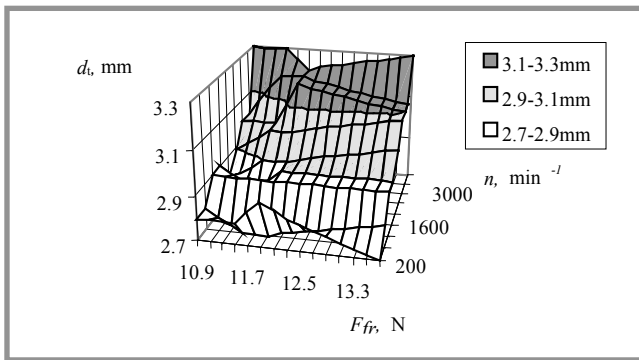 dt, mm
3.3
3.1
2.9
2.7
10.9 11.7 12.5 13.3
Ffr, N
200
1600
3000
n, min -1
3.1-3.3mm
2.9-3.1mm
2.7-2.9mm